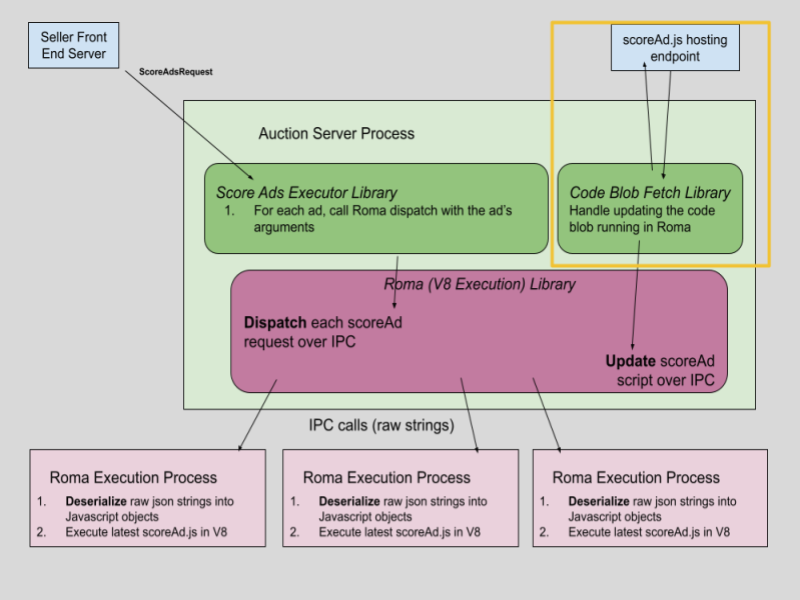 Seller Front
End Server
scoreAd.js hosting
endpoint
ScoreAdsRequest
Auction Server Process
Score Ads Executor Library
1. For each ad, call Roma dispatch with the ad's
arguments
Code Blob Fetch Library
Handle updating the code
blob running in Roma
Roma (V8 Execution) Library
Dispatch each scoreAd
request over IPC
Update scoreAd
script over IPC
IPC calls (raw strings)
Roma Execution Process
1. Deserialize raw json strings into
Javascript objects
2. Execute latest scoreAd.js in V8
Roma Execution Process
1. Deserialize raw json strings into
Javascript objects
2. Execute latest scoreAd.js in V8
Roma Execution Process
1. Deserialize raw json strings into
Javascript objects
2. Execute latest scoreAd.js in V8